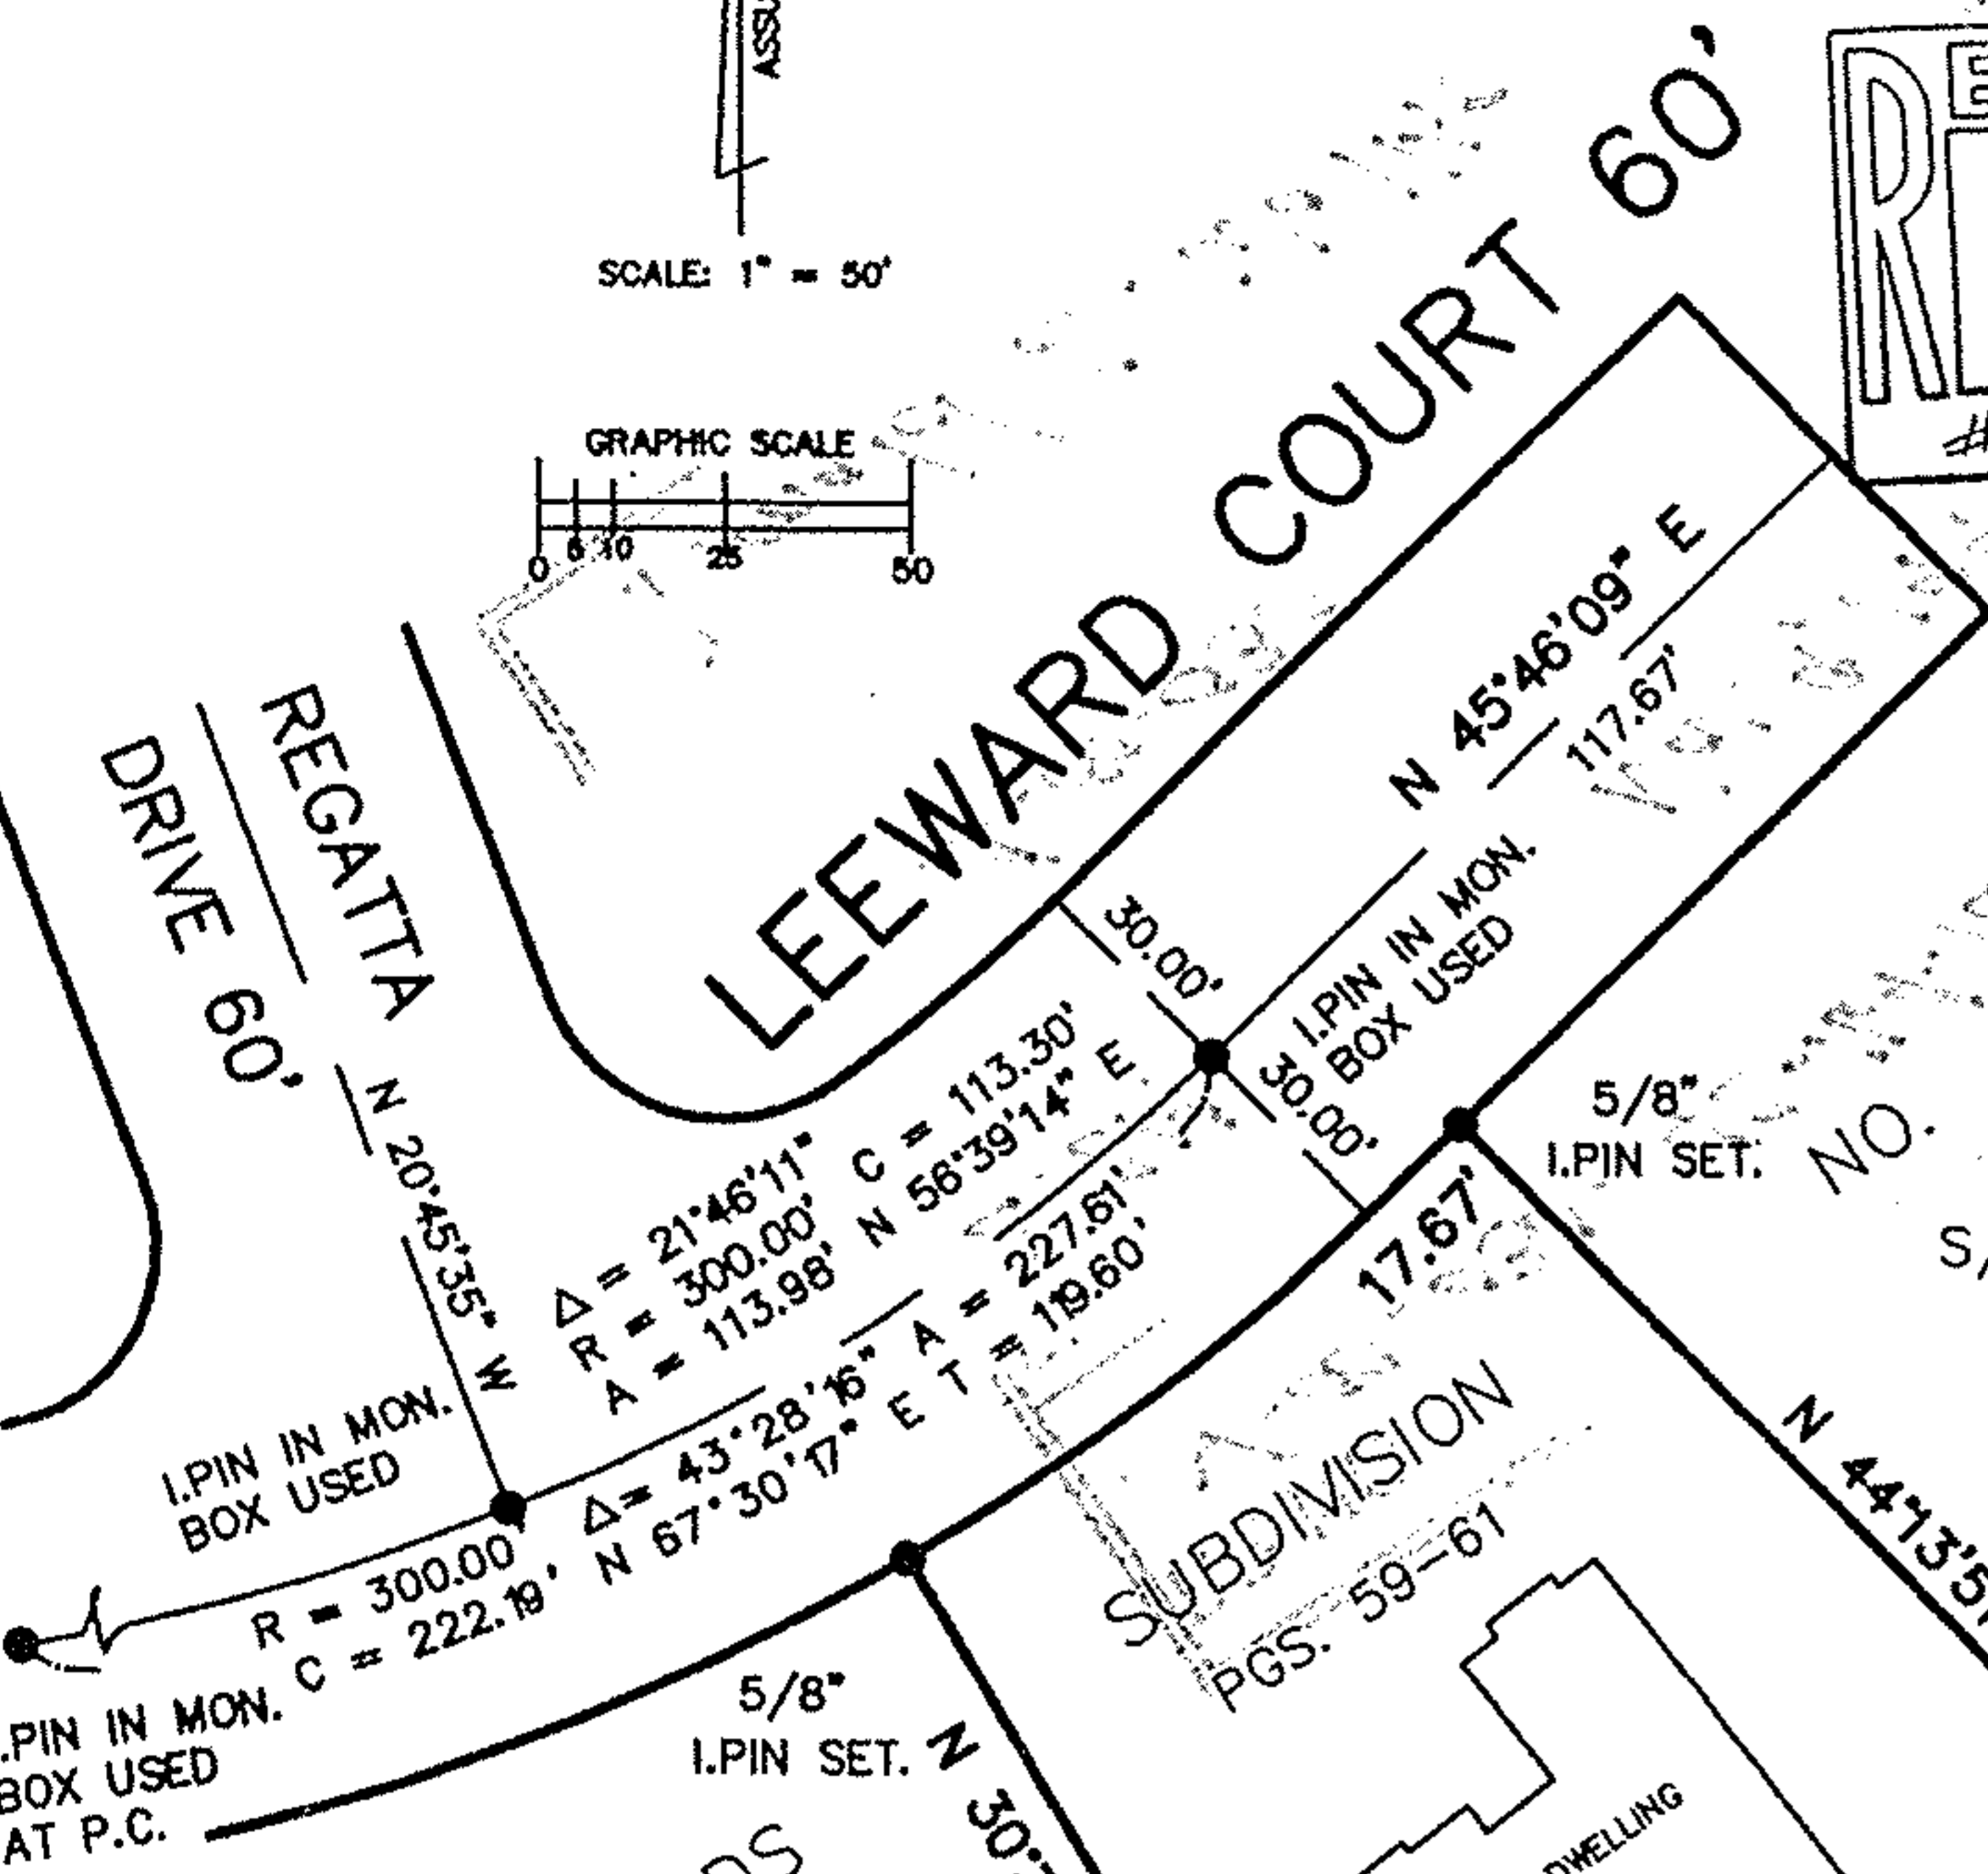 SCALE: 1" = 50'
GRAPHIC SCALE
0 5 10 25 50
LEEWARD COURT 60'
REGATTA
DRIVE 60'
N 20°45'35" W
N 45°46'09" E
117.67'
30.00'
30.00'
I.PIN IN MON.
BOX USED
5/8"
I.PIN SET.
NO.
17.67'
Δ = 21°46'11" C = 113.30'
R = 300.00' N 56°39'14" E
A = 113.98'
Δ= 43°28'16" A = 227.61'
N 67°30'17" E T = 119.60'
R = 300.00'
C = 222.19'
I.PIN IN MON.
BOX USED
.PIN IN MON.
BOX USED
AT P.C.
5/8"
I.PIN SET.
SUBDIVISION
PGS. 59-61
N 44°13'5
N 30°
DWELLING